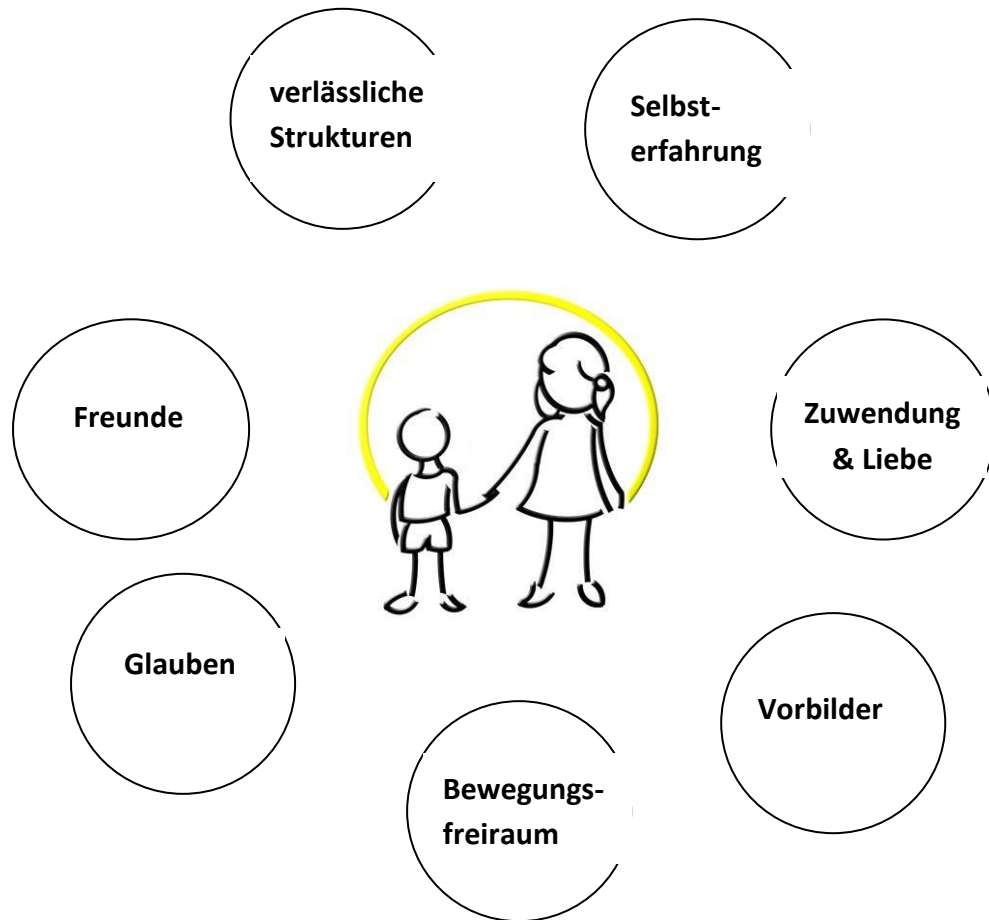 verlässliche
Strukturen
Selbst-
erfahrung
Freunde
Zuwendung
& Liebe
Glauben
Vorbilder
Bewegungs-
freiraum